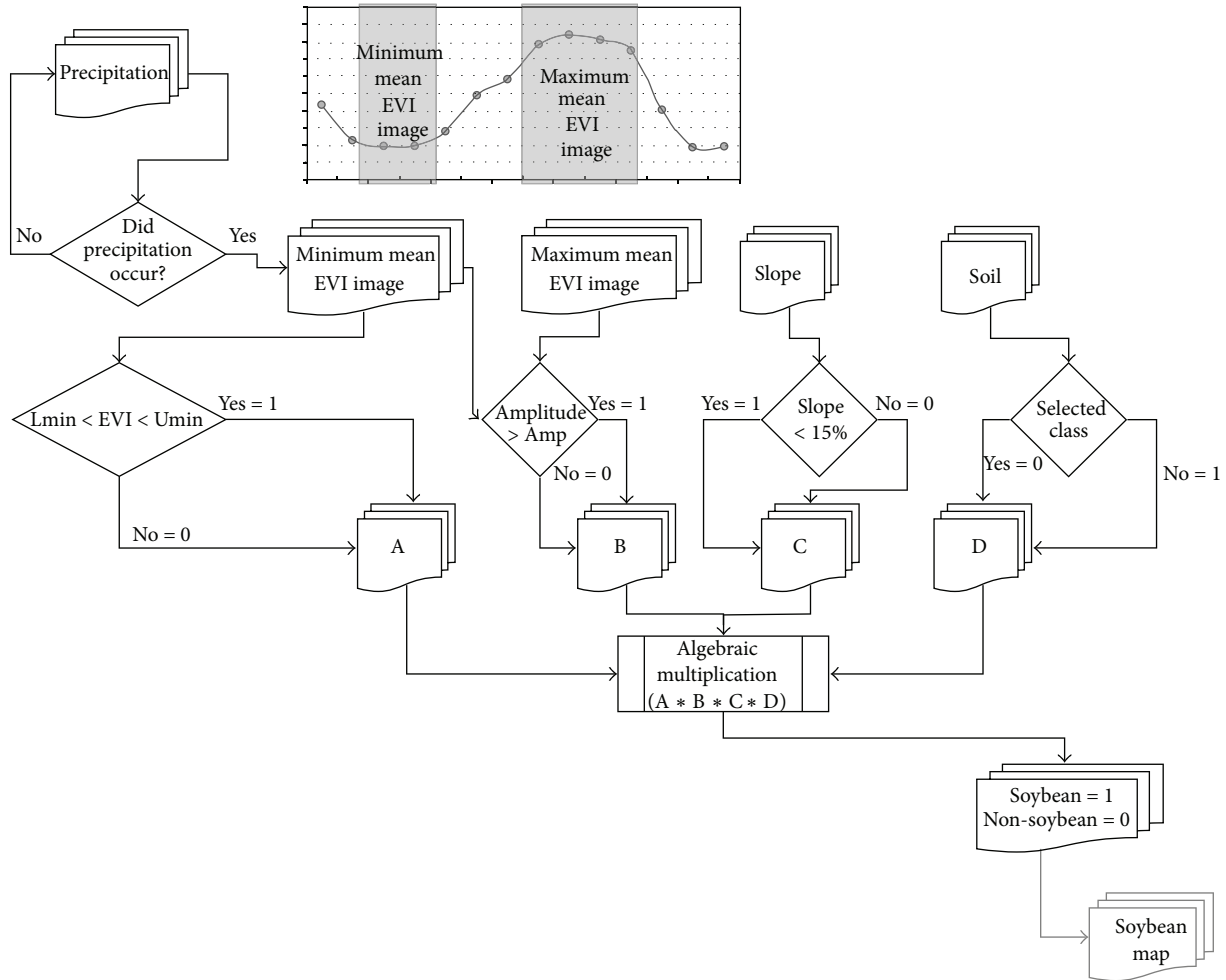 Precipitation
Minimum
mean
EVI
image
Maximum
mean
EVI
image
No
Did
precipitation
occur?
Yes
Minimum mean
EVI image
Maximum mean
EVI image
Slope
Soil
Lmin < EVI < Umin
Yes = 1
No = 0
Amplitude
> Amp
Yes = 1
No = 0
Yes = 1
Slope
< 15%
No = 0
Selected
class
Yes = 0
No = 1
A
B
C
D
Algebraic
multiplication
(A ∗ B ∗ C ∗ D)
Soybean = 1
Non-soybean = 0
Soybean
map